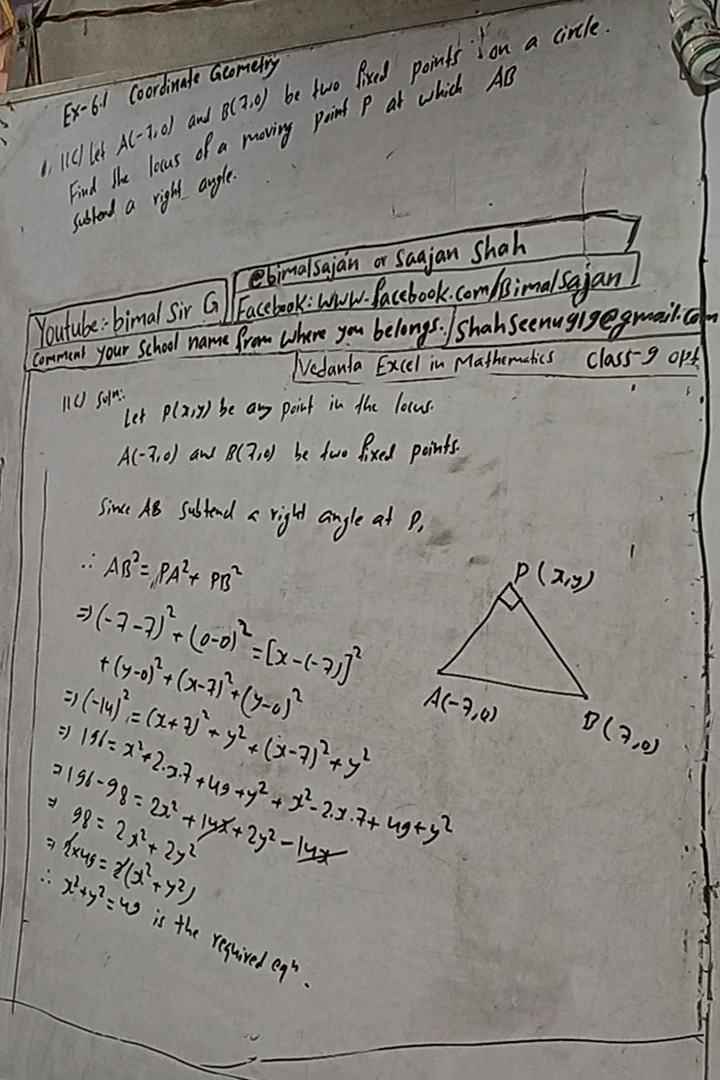 Ex-6.1 Coordinate Geometry
11(c) Let A(-7,0) and B(7,0) be two fixed points on a circle.
Find the locus of a moving point P at which AB
subtend a right angle.
@bimalsajan or Saajan Shah
Youtube:- bimal Sir G
Facebook: www.facebook.com/Bimalsajan
Comment your School name from where you belongs.
Shahseenu919@gmail.com
Vedanta Excel in Mathematics Class-9 opt
11(c) soln:
Let P(x,y) be any point in the locus.
A(-7,0) and B(7,0) be two fixed points.
Since AB subtend a right angle at P,
∴ AB² = PA² + PB²
⇒ (-7-7)² + (0-0)² = [x-(-7)]²
+ (y-0)² + (x-7)² + (y-0)²
⇒ (-14)² = (x+7)² + y² + (x-7)² + y²
⇒ 196 = x² + 2.x.7 + 49 + y² + x² - 2.x.7 + 49 + y²
⇒ 196-98 = 2x² + 14x + 2y² - 14x
⇒ 98 = 2x² + 2y²
⇒ 2×49 = 2(x² + y²)
∴ x² + y² = 49 is the required eqn.
P(x,y)
A(-7,0)
B(7,0)